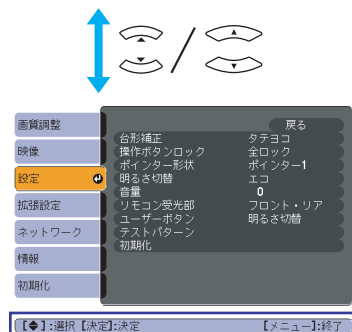 画質調整
映像
設定
拡張設定
ネットワーク
情報
初期化
戻る
台形補正 タテヨコ
操作ボタンロック 全ロック
ポインター形状 ポインター1
明るさ切替 エコ
音量 0
リモコン受光部 フロント・リア
ユーザーボタン 明るさ切替
テストパターン
初期化
【◆】:選択【決定】:決定 【メニュー】:終了